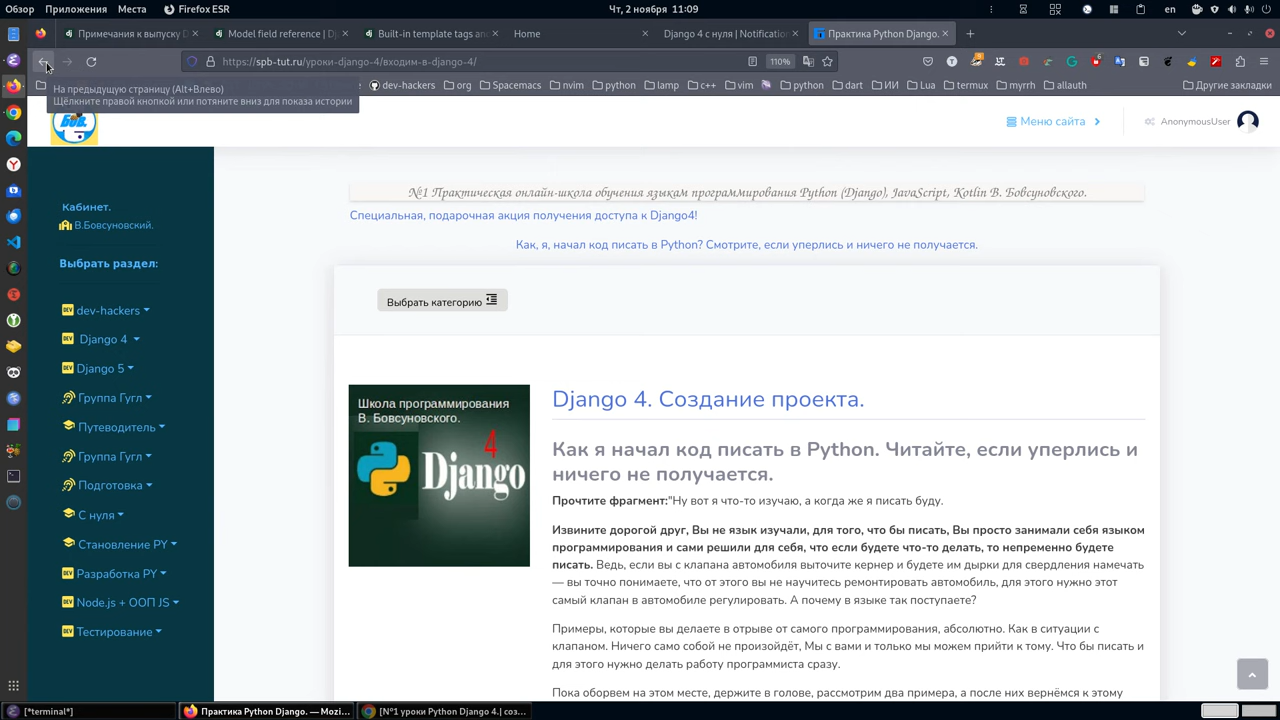 Обзор Приложения Места Firefox ESR Чт, 2 ноября 11:09 en
Примечания к выпуску D
Model field reference | Dj
Built-in template tags and
Home
Django 4 с нуля | Notification
Практика Python Django.
https://spb-tut.ru/уроки-django-4/входим-в-django-4/ 110%
dev-hackers org Spacemacs nvim python lamp c++ vim python dart ИИ Lua termux myrrh allauth Другие закладки
На предыдущую страницу (Alt+Влево)
Щёлкните правой кнопкой или потяните вниз для показа истории
БОВ.
Меню сайта
AnonymousUser
№1 Практическая онлайн-школа обучения языкам программирования Python (Django), JavaScript, Kotlin В. Бовсуновского.
Специальная, подарочная акция получения доступа к Django4!
Как, я, начал код писать в Python? Смотрите, если уперлись и ничего не получается.
Кабинет.
В.Бовсуновский.
Выбрать раздел:
DEV dev-hackers
DEV Django 4
DEV Django 5
Группа Гугл
Путеводитель
Группа Гугл
Подготовка
С нуля
Становление PY
DEV Разработка PY
DEV Node.js + ООП JS
DEV Тестирование
Выбрать категорию
Школа программирования
В. Бовсуновского.
4
Django
Django 4. Создание проекта.
Как я начал код писать в Python. Читайте, если уперлись и
ничего не получается.
Прочтите фрагмент:"Ну вот я что-то изучаю, а когда же я писать буду.
Извините дорогой друг, Вы не язык изучали, для того, что бы писать, Вы просто занимали себя языком
программирования и сами решили для себя, что если будете что-то делать, то непременно будете
писать. Ведь, если вы с клапана автомобиля выточите кернер и будете им дырки для свердления намечать
— вы точно понимаете, что от этого вы не научитесь ремонтировать автомобиль, для этого нужно этот
самый клапан в автомобиле регулировать. А почему в языке так поступаете?
Примеры, которые вы делаете в отрыве от самого программирования, абсолютно. Как в ситуации с
клапаном. Ничего само собой не произойдёт, Мы с вами и только мы можем прийти к тому. Что бы писать и
для этого нужно делать работу программиста сразу.
Пока оборвем на этом месте, держите в голове, рассмотрим два примера, а после них вернёмся к этому
[*terminal*]
Практика Python Django. — Mozi...
[№1 уроки Python Django 4.| соз...